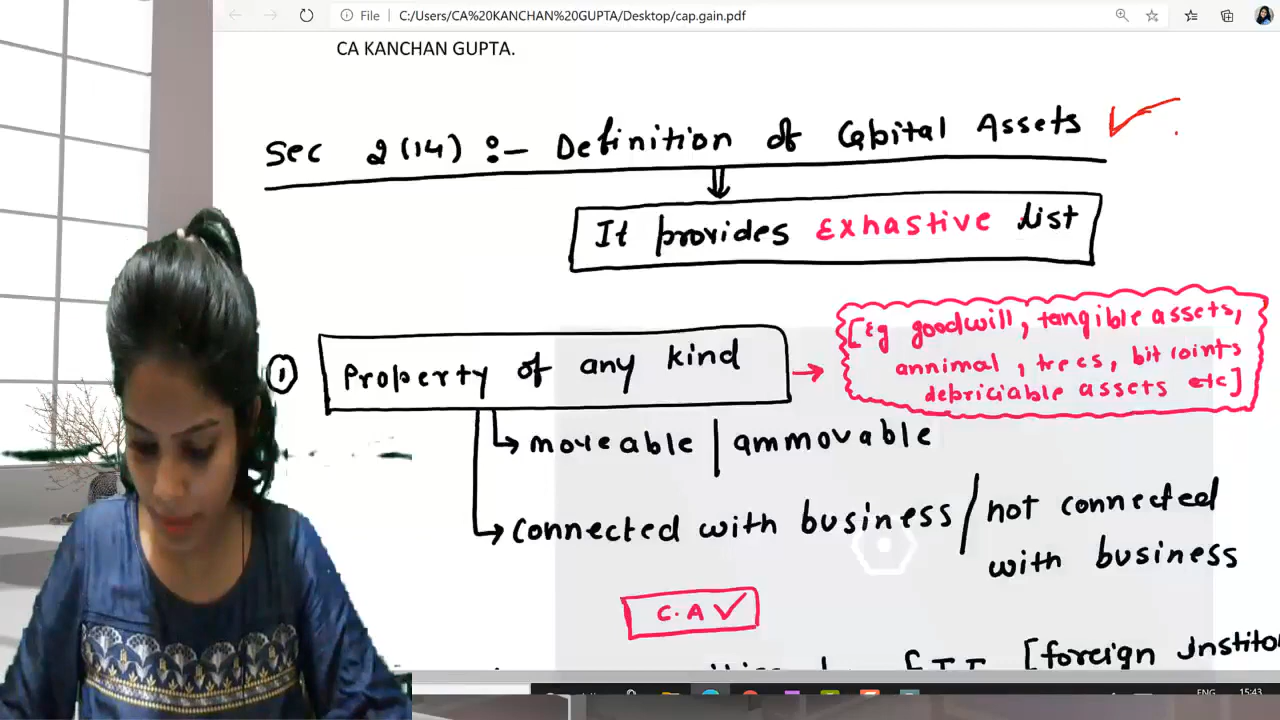 File C:/Users/CA%20KANCHAN%20GUPTA/Desktop/cap.gain.pdf
CA KANCHAN GUPTA.
Sec 2(14) :- Definition of Capital Assets ✓
It provides Exhastive List
① Property of any kind →
[Eg goodwill, tangible assets,
annimal, trees, bit coints
depriciable assets etc]
→ moveable | ammovable
→ Connected with business / not connected
with business
C.A ✓
FII [foreign
ENG 15:43